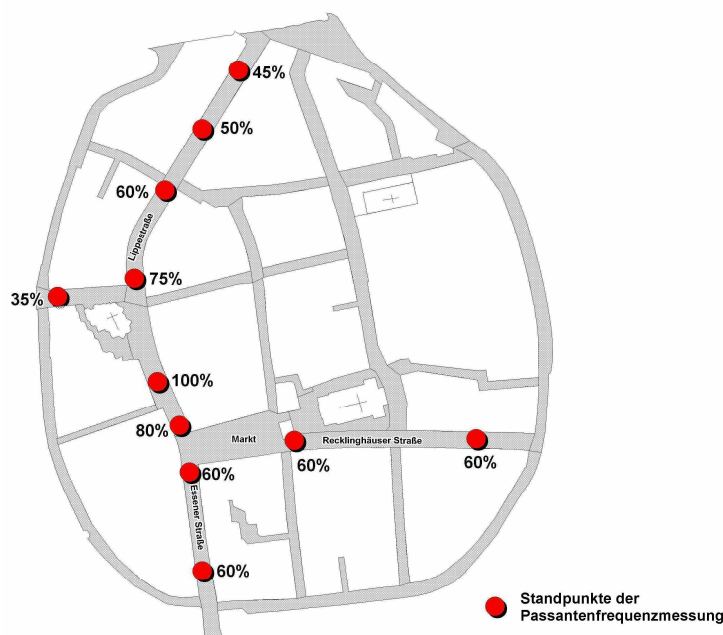 45%
50%
60%
Lippestraße
75%
35%
100%
80%
Markt
Recklinghäuser Straße
60%
60%
60%
Essener Straße
60%
Standpunkte der
Passantenfrequenzmessung